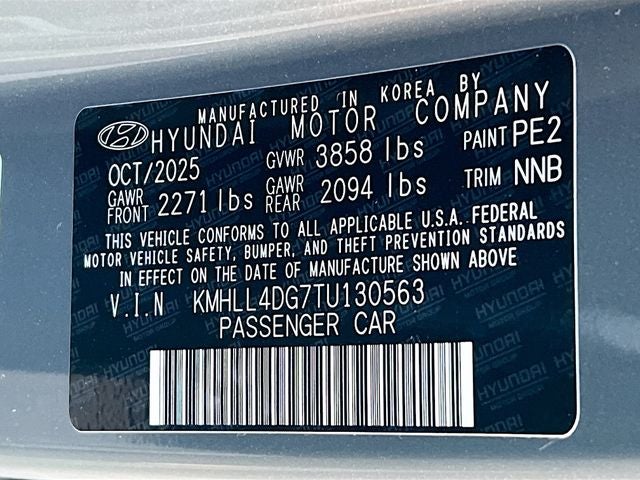 MANUFACTURED IN KOREA BY
HYUNDAI MOTOR COMPANY
OCT/2025 GVWR 3858 lbs PAINT PE2
GAWR FRONT 2271 lbs GAWR REAR 2094 lbs TRIM NNB
THIS VEHICLE CONFORMS TO ALL APPLICABLE U.S.A. FEDERAL
MOTOR VEHICLE SAFETY, BUMPER, AND THEFT PREVENTION STANDARDS
IN EFFECT ON THE DATE OF MANUFACTURE SHOWN ABOVE
V.I.N KMHLL4DG7TU130563
PASSENGER CAR